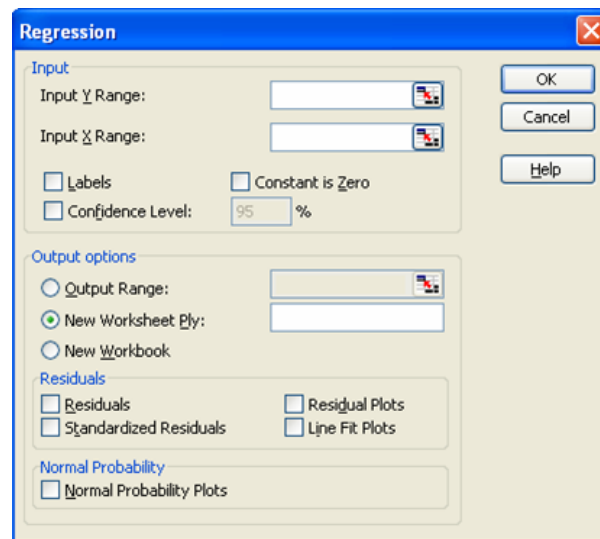 Regression
Input
Input Y Range:
Input X Range:
Labels
Constant is Zero
Confidence Level:
95 %
OK
Cancel
Help
Output options
Output Range:
New Worksheet Ply:
New Workbook
Residuals
Residuals
Residual Plots
Standardized Residuals
Line Fit Plots
Normal Probability
Normal Probability Plots